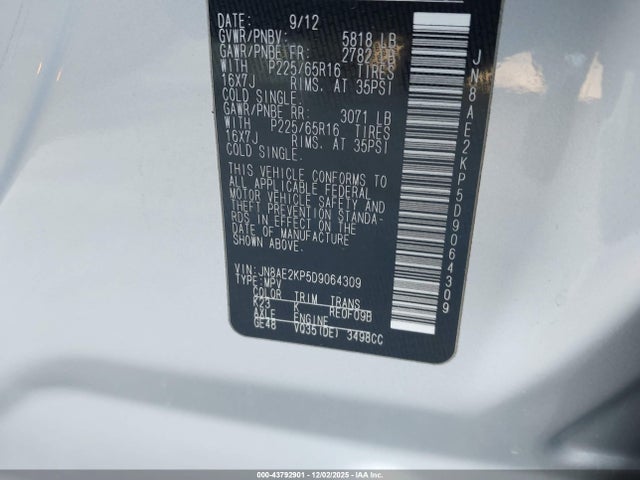 DATE: 9/12
GVWR/PNBV: 5818 LB
GAWR/PNBE FR: 2782 LB
WITH P225/65R16 TIRES
16X7J RIMS. AT 35PSI
COLD SINGLE.
GAWR/PNBE RR: 3071 LB
WITH P225/65R16 TIRES
16X7J RIMS. AT 35PSI
COLD SINGLE.
THIS VEHICLE CONFORMS TO
ALL APPLICABLE FEDERAL
MOTOR VEHICLE SAFETY AND
THEFT PREVENTION STANDA-
RDS IN EFFECT ON THE
DATE OF MANUFACTURE
SHOWN ABOVE.
VIN: JN8AE2KP5D9064309
TYPE: MPV
COLOR TRIM TRANS
K23 K RE0F09B
AXLE ENGINE
GE48 VQ35(DE) 3498CC
JN8AE2KP5D9064309
000-43792901 - 12/02/2025 - IAAI.COM